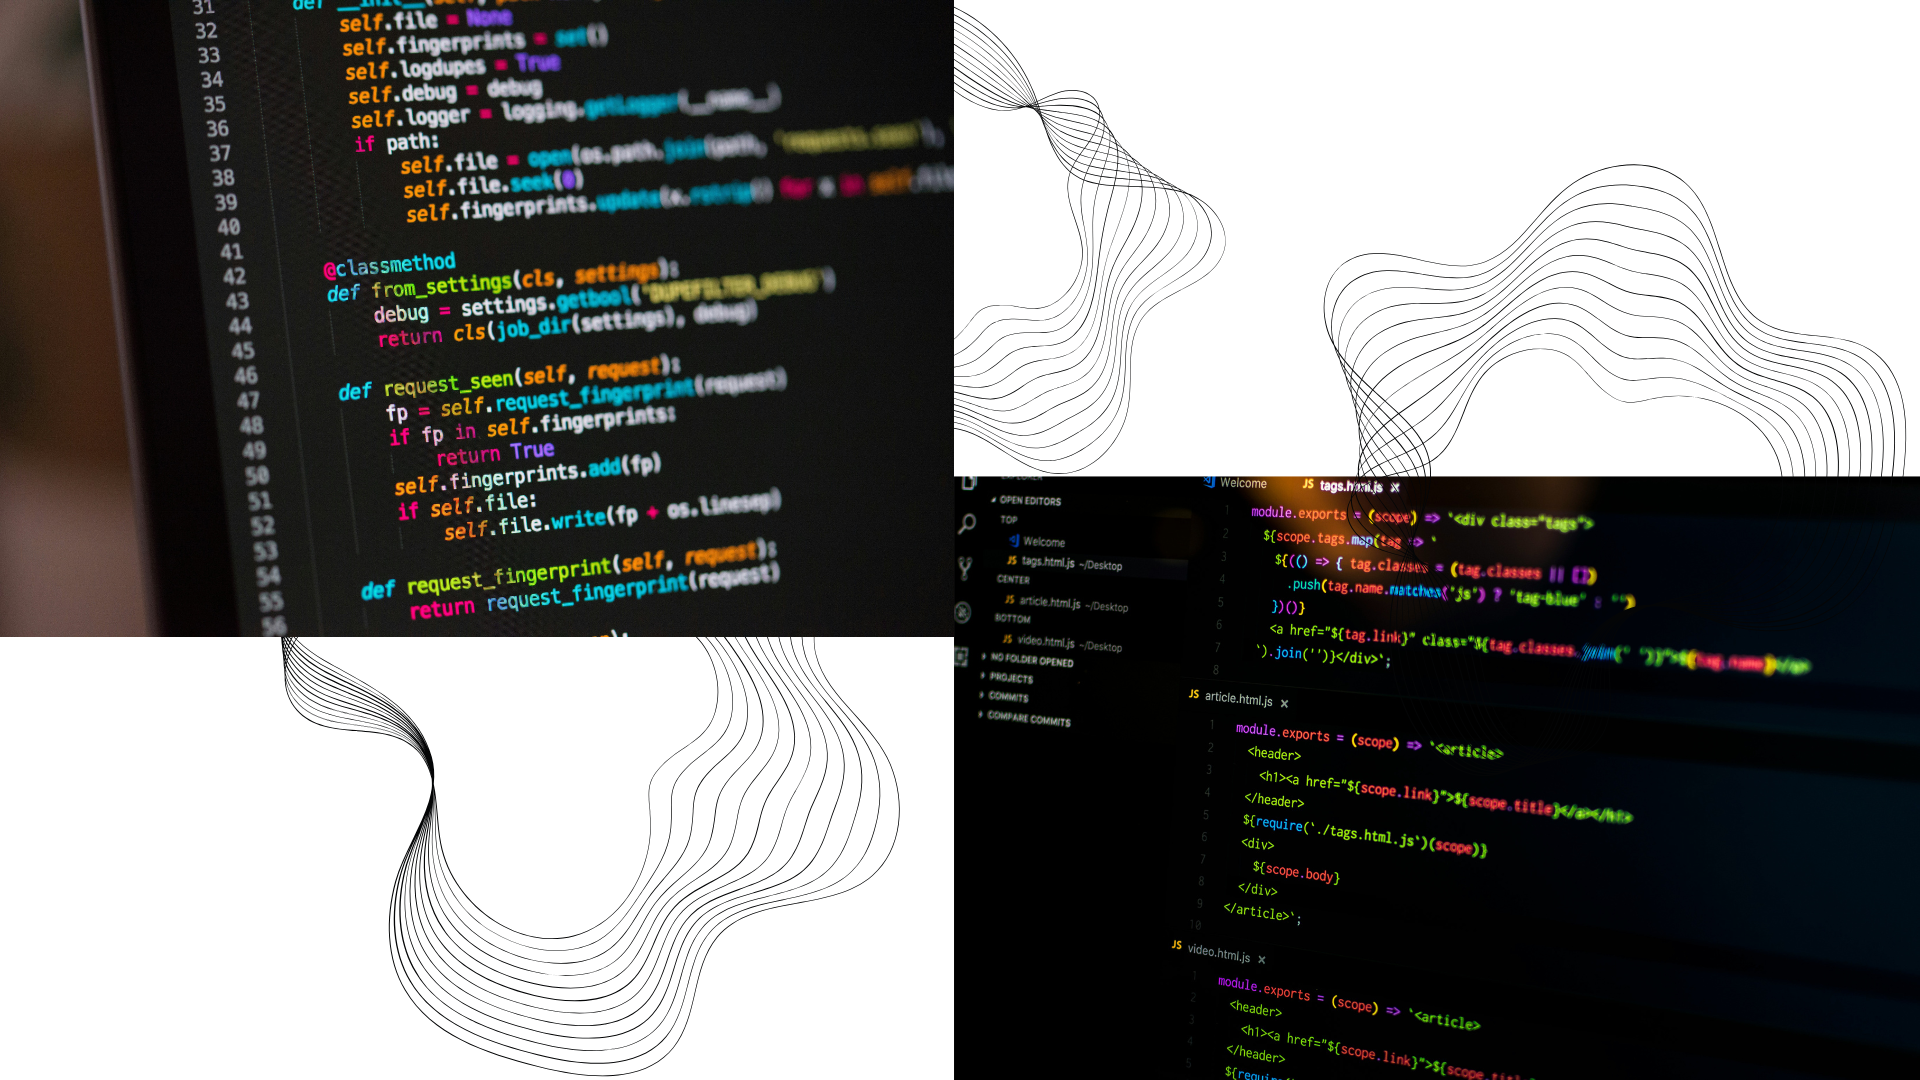 31 def __init__(self,
32 self.file = None
33 self.fingerprints = set()
34 self.logdupes = True
35 self.debug = debug
36 self.logger = logging.getLogger(__name__)
37 if path:
38 self.file = open(os.path.join(path, 'requests.seen'),
39 self.file.seek(0)
40 self.fingerprints.update(x.rstrip() for x in self.file
41
42 @classmethod
43 def from_settings(cls, settings):
44 debug = settings.getbool('DUPEFILTER_DEBUG')
45 return cls(job_dir(settings), debug)
46
47 def request_seen(self, request):
48 fp = self.request_fingerprint(request)
49 if fp in self.fingerprints:
50 return True
51 self.fingerprints.add(fp)
52 if self.file:
53 self.file.write(fp + os.linesep)
54
55 def request_fingerprint(self, request):
56 return request_fingerprint(request)
EXPLORER
OPEN EDITORS
TOP
Welcome
JS tags.html.js ~/Desktop
CENTER
JS article.html.js ~/Desktop
BOTTOM
JS video.html.js ~/Desktop
NO FOLDER OPENED
PROJECTS
COMMITS
COMPARE COMMITS
Welcome JS tags.html.js ×
1 module.exports = (scope) => `<div class="tags">
2 ${scope.tags.map(tag => `
3 ${(() => { tag.classes = (tag.classes || [])
4 .push(tag.name.matches('js') ? 'tag-blue' : '')
5 })()}
6 <a href="${tag.link}" class="${tag.classes.join(' ')}">${tag.name}</a>
7 `).join('')}</div>`;
8
JS article.html.js ×
1 module.exports = (scope) => `<article>
2 <header>
3 <h1><a href="${scope.link}">${scope.title}</a></h1>
4 </header>
5 ${require('./tags.html.js')(scope)}
6 <div>
7 ${scope.body}
8 </div>
9 </article>`;
10
JS video.html.js ×
1 module.exports = (scope) => `<article>
2 <header>
3 <h1><a href="${scope.link}">${scope.title
4 </header>
5 ${require(